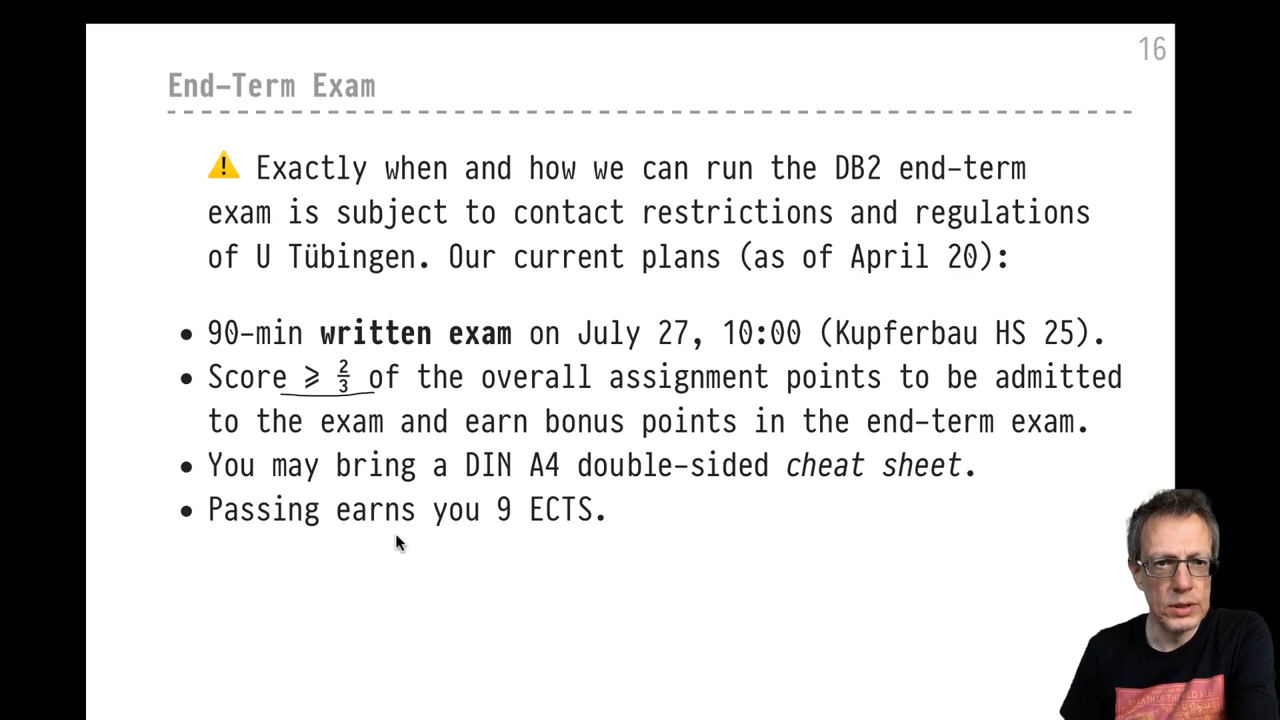 16
End-Term Exam
⚠ Exactly when and how we can run the DB2 end-term
exam is subject to contact restrictions and regulations
of U Tübingen. Our current plans (as of April 20):
• 90-min written exam on July 27, 10:00 (Kupferbau HS 25).
• Score ⩾ ⅔ of the overall assignment points to be admitted
to the exam and earn bonus points in the end-term exam.
• You may bring a DIN A4 double-sided cheat sheet.
• Passing earns you 9 ECTS.